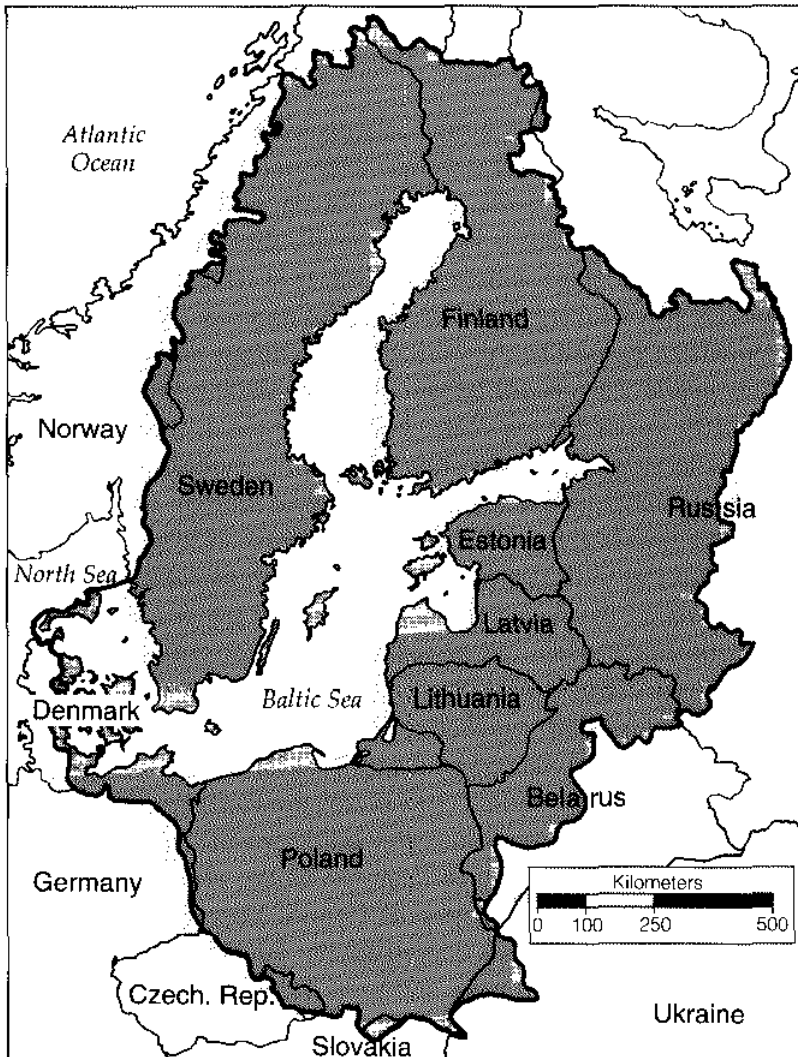 Atlantic
Ocean
Finland
Norway
Sweden
Russia
Estonia
North Sea
Latvia
Baltic Sea
Lithuania
Denmark
Belarus
Poland
Germany
Kilometers
0 100 250 500
Czech. Rep.
Ukraine
Slovakia